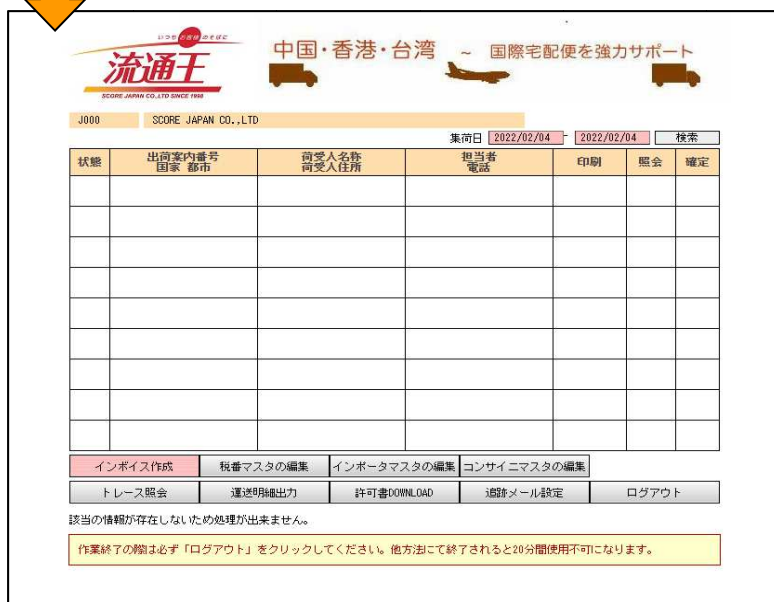 いつもお客様のそばに
流通王
SCORE JAPAN CO.,LTD SINCE 1998
中国・香港・台湾 ~ 国際宅配便を強力サポート
J000 SCORE JAPAN CO.,LTD
集荷日 2022/02/04 - 2022/02/04 検索
状態 出荷案内番号 荷受人名称 担当者 印刷 照会 確定
国家 都市 荷受人住所 電話
インボイス作成 税番マスタの編集 インポータマスタの編集 コンサイニマスタの編集
トレース照会 運送明細出力 許可書DOWNLOAD 追跡メール設定 ログアウト
該当の情報が存在しないため処理が出来ません。
作業終了の際は必ず「ログアウト」をクリックしてください。他方法にて終了されると20分間使用不可になります。